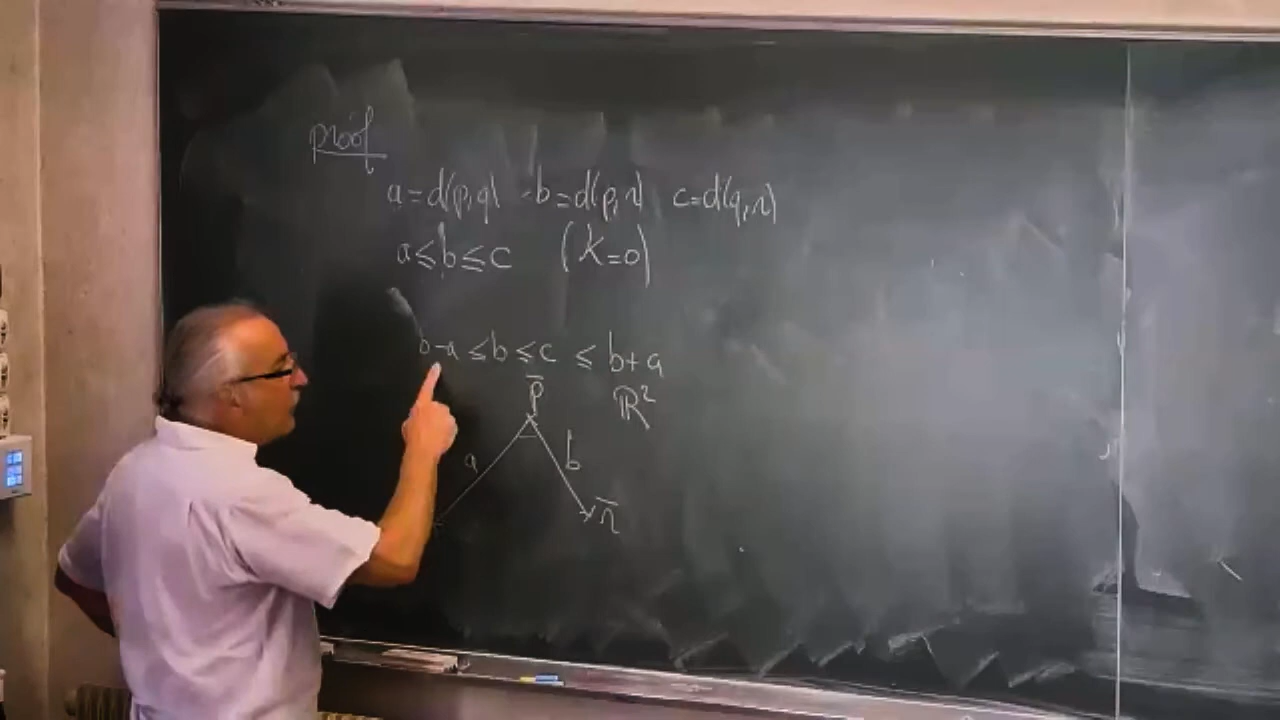 proof
a=d(p,q) b=d(p,r) c=d(q,r)
a≤b≤c (K=0)
b-a ≤b ≤c ≤ b+a
p̄ ℝ²
a b
r̄